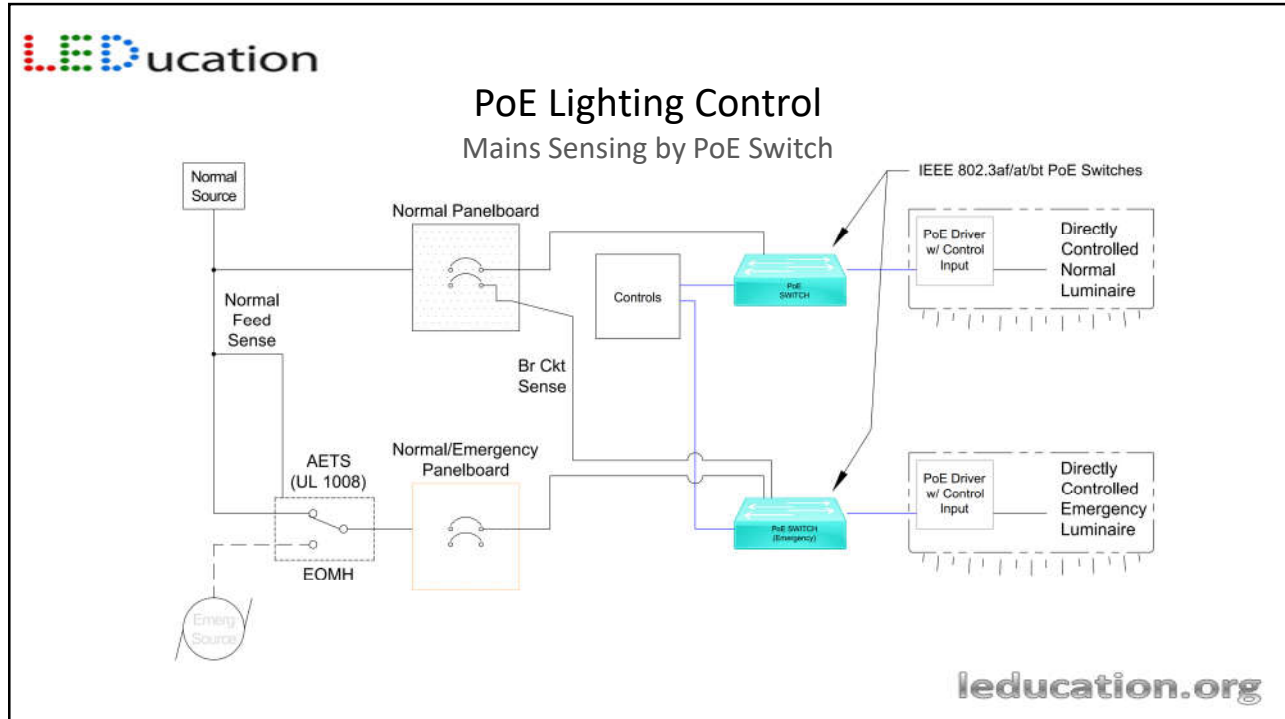 LEDucation
PoE Lighting Control
Mains Sensing by PoE Switch
Normal
Source
Normal Panelboard
IEEE 802.3af/at/bt PoE Switches
PoE Driver
w/ Control
Input
Directly
Controlled
Normal
Luminaire
PoE
SWITCH
Controls
Normal
Feed
Sense
Br Ckt
Sense
AETS
(UL 1008)
Normal/Emergency
Panelboard
PoE SWITCH
(Emergency)
PoE Driver
w/ Control
Input
Directly
Controlled
Emergency
Luminaire
EOMH
Emerg
Source
leducation.org